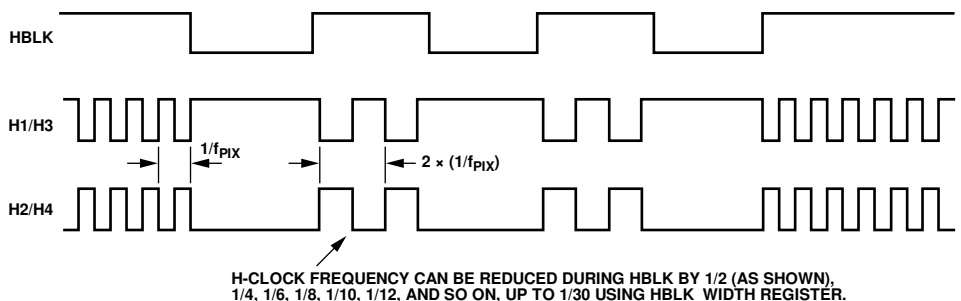 HBLK
H1/H3
1/fPIX
2 × (1/fPIX)
H2/H4
H-CLOCK FREQUENCY CAN BE REDUCED DURING HBLK BY 1/2 (AS SHOWN),
1/4, 1/6, 1/8, 1/10, 1/12, AND SO ON, UP TO 1/30 USING HBLK_WIDTH REGISTER.